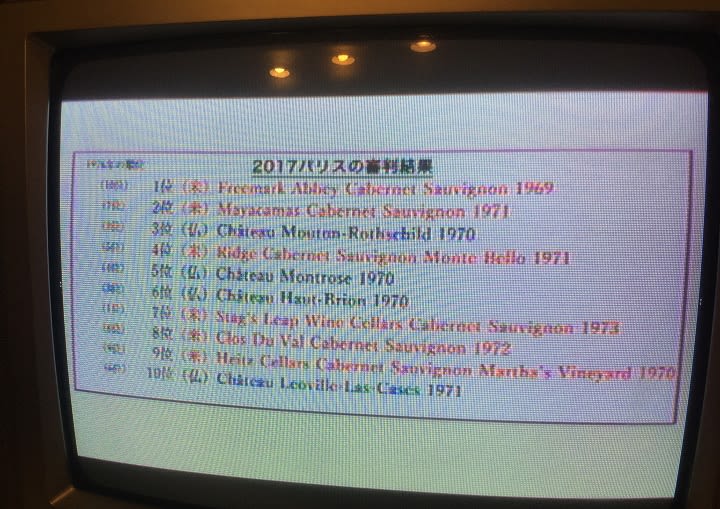 2017パリスの審判結果
1位（米）Freemark Abbey Cabernet Sauvignon 1969
2位（米）Mayacamas Cabernet Sauvignon 1971
3位（仏）Château Mouton-Rothschild 1970
4位（米）Ridge Cabernet Sauvignon Monte Bello 1971
5位（仏）Château Montrose 1970
6位（仏）Château Haut-Brion 1970
7位（米）Stag's Leap Wine Cellars Cabernet Sauvignon 1973
8位（米）Clos Du Val Cabernet Sauvignon 1972
9位（米）Heitz Cellars Cabernet Sauvignon Martha's Vineyard 1970
10位（仏）Château Leoville-Las-Cases 1971